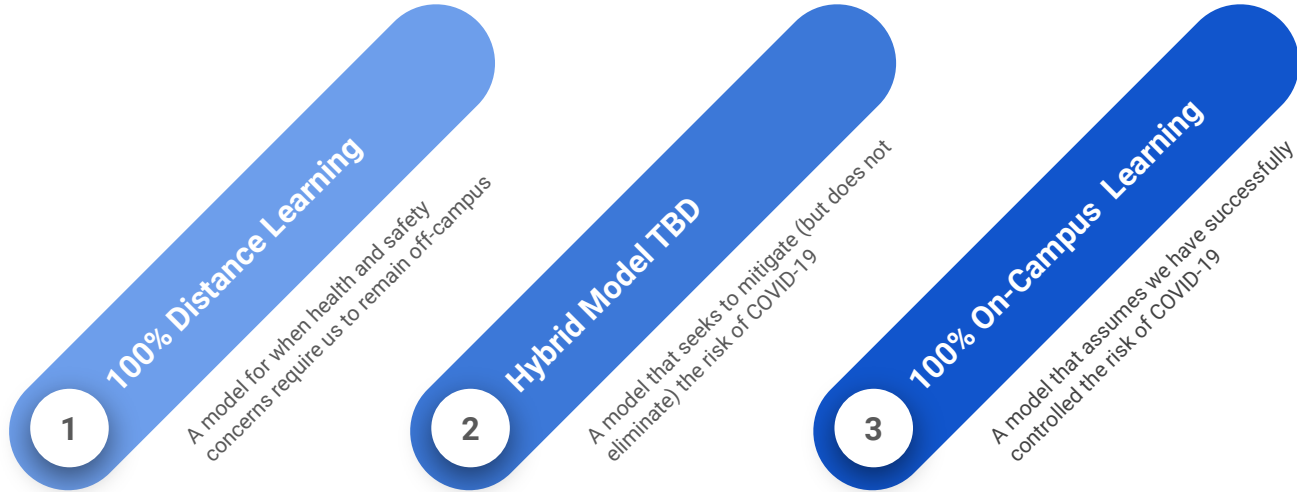 1
100% Distance Learning
A model for when health and safety
concerns require us to remain off-campus
2
Hybrid Model TBD
A model that seeks to mitigate (but does not
eliminate) the risk of COVID-19
3
100% On-Campus Learning
A model that assumes we have successfully
controlled the risk of COVID-19